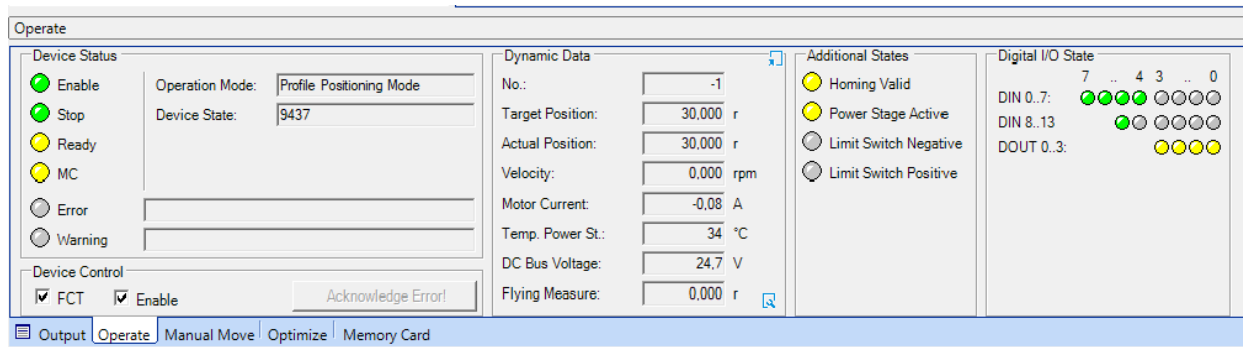 Operate
Device Status
Enable
Operation Mode: Profile Positioning Mode
Stop
Device State: 9437
Ready
MC
Error
Warning
Device Control
FCT Enable Acknowledge Error!
Dynamic Data
No.: -1
Target Position: 30,000 r
Actual Position: 30,000 r
Velocity: 0,000 rpm
Motor Current: -0,08 A
Temp. Power St.: 34 °C
DC Bus Voltage: 24,7 V
Flying Measure: 0,000 r
Additional States
Homing Valid
Power Stage Active
Limit Switch Negative
Limit Switch Positive
Digital I/O State
7 .. 4 3 .. 0
DIN 0..7:
DIN 8..13
DOUT 0..3:
Output Operate Manual Move Optimize Memory Card